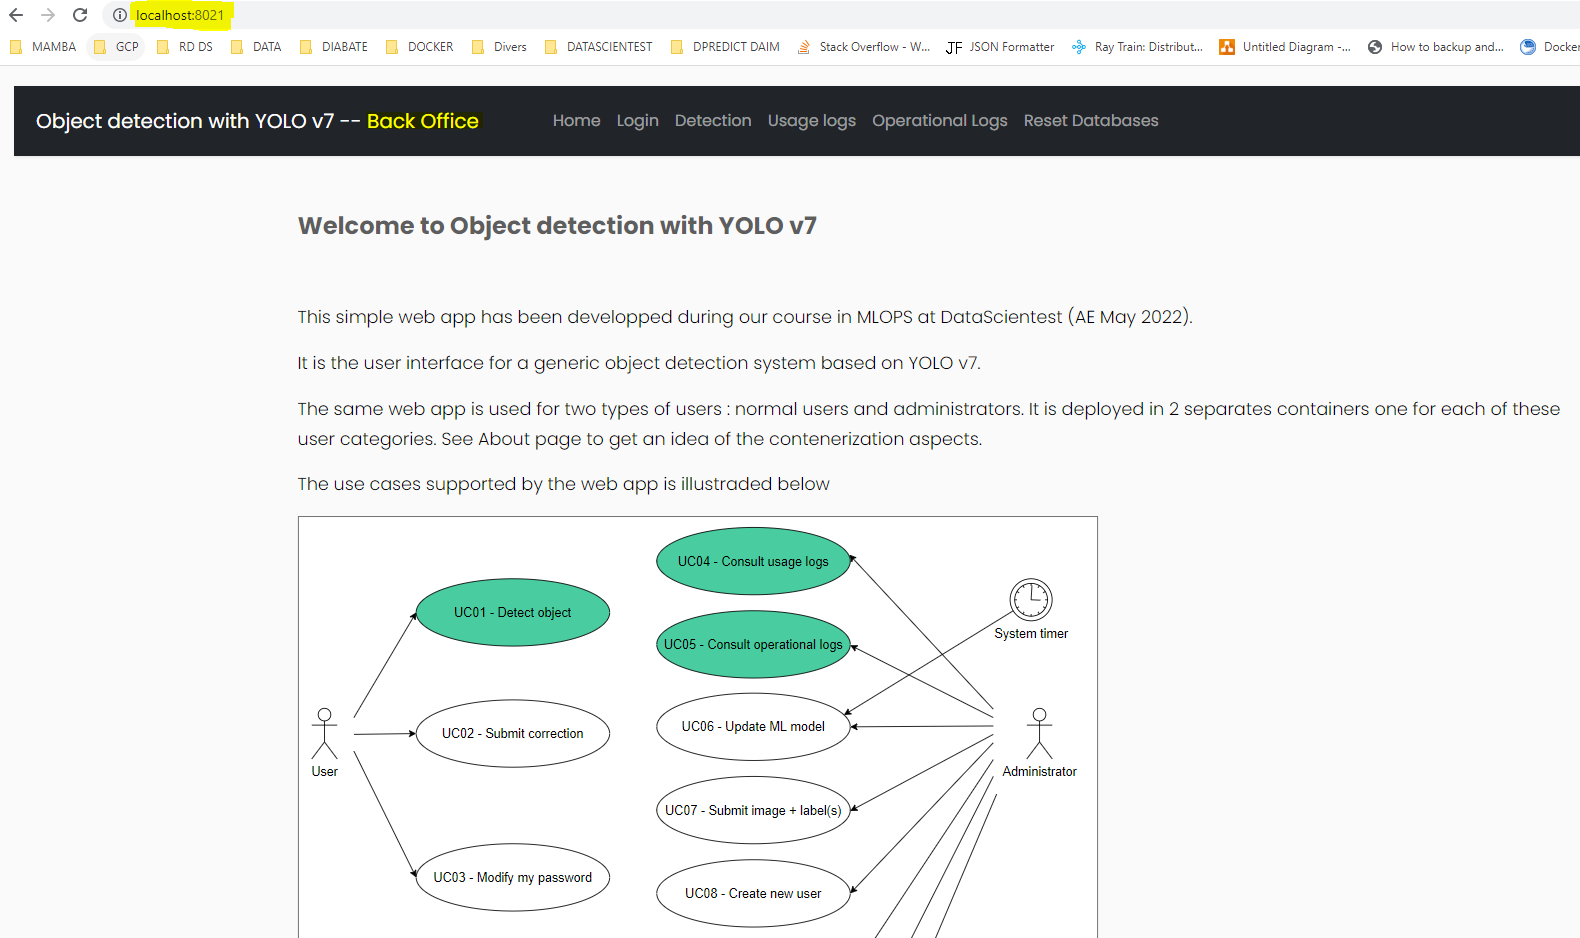 localhost:8021
MAMBA GCP RD DS DATA DIABATE DOCKER Divers DATASCIENTEST DPREDICT DAIM Stack Overflow - W... JSON Formatter Ray Train: Distribut... Untitled Diagram -... How to backup and... Docker
Object detection with YOLO v7 -- Back Office Home Login Detection Usage logs Operational Logs Reset Databases
Welcome to Object detection with YOLO v7
This simple web app has been developped during our course in MLOPS at DataScientest (AE May 2022).
It is the user interface for a generic object detection system based on YOLO v7.
The same web app is used for two types of users : normal users and administrators. It is deployed in 2 separates containers one for each of these
user categories. See About page to get an idea of the contenerization aspects.
The use cases supported by the web app is illustraded below
UC04 - Consult usage logs
UC01 - Detect object
System timer
UC05 - Consult operational logs
UC06 - Update ML model
UC02 - Submit correction
User
Administrator
UC07 - Submit image + label(s)
UC03 - Modify my password
UC08 - Create new user